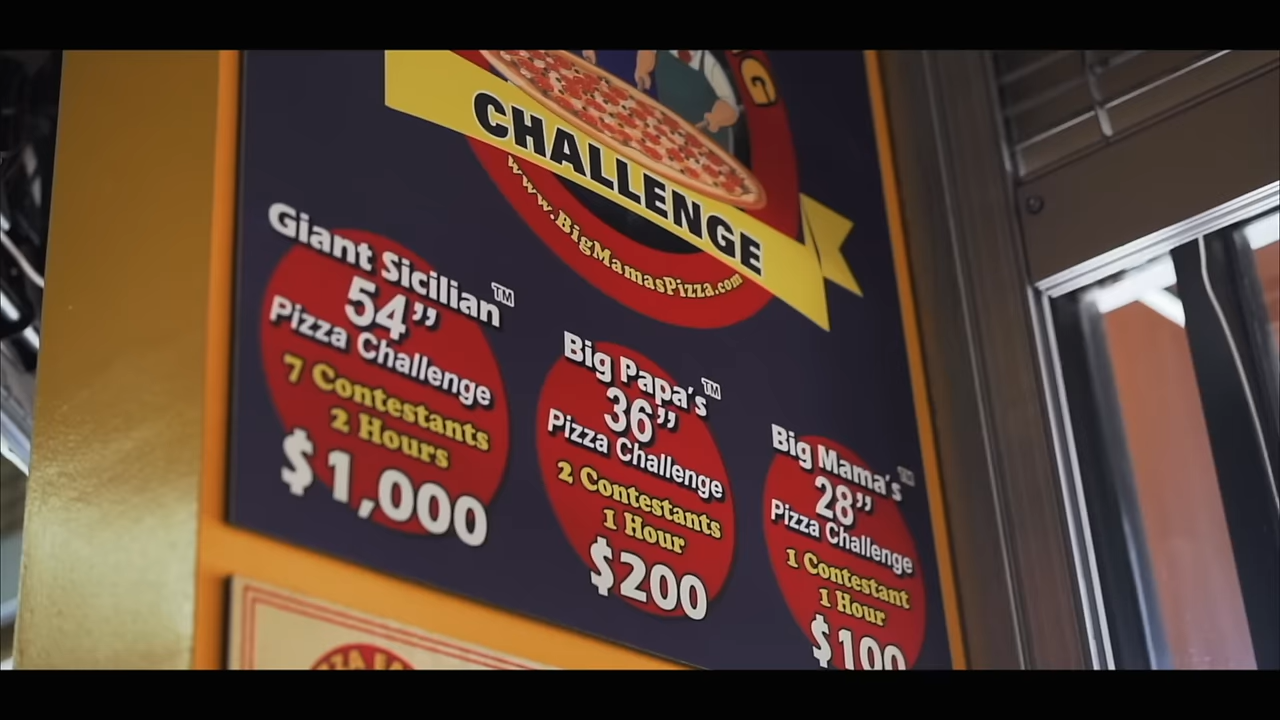 CHALLENGE
www.BigMamasPizza.com
Giant Sicilian™
54”
Pizza Challenge
7 Contestants
2 Hours
$1,000
Big Papa's™
36”
Pizza Challenge
2 Contestants
1 Hour
$200
Big Mama's™
28”
Pizza Challenge
1 Contestant
1 Hour
$100